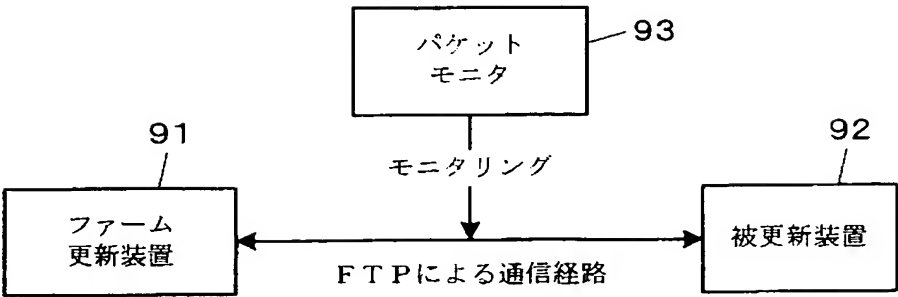 パケット
モニタ
93
91
モニタリング
92
ファーム
更新装置
被更新装置
FTPによる通信経路